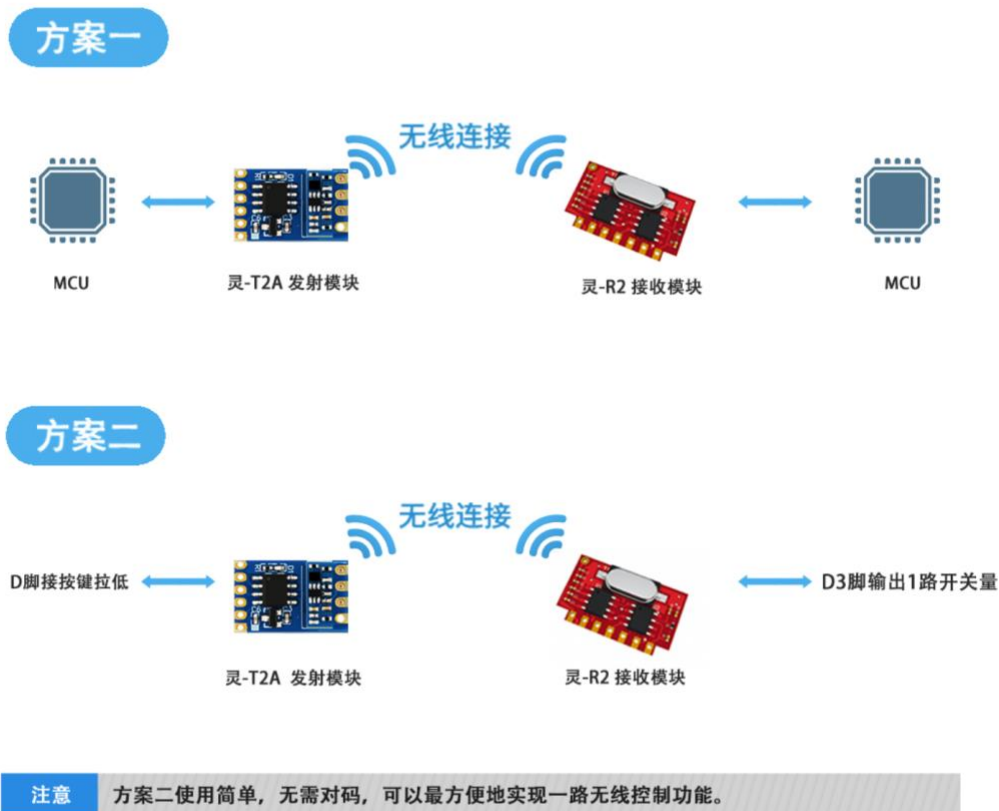 方案一
无线连接
MCU
灵-T2A 发射模块
灵-R2 接收模块
MCU
方案二
无线连接
D脚接按键拉低
D3脚输出1路开关量
灵-T2A 发射模块
灵-R2 接收模块
注意
方案二使用简单，无需对码，可以最方便地实现一路无线控制功能。